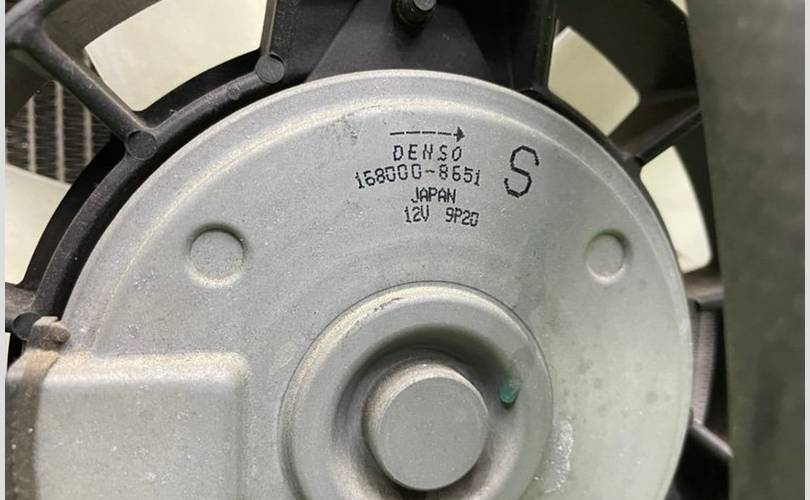 DENSO
168000-8651
S
JAPAN
12V 9P20